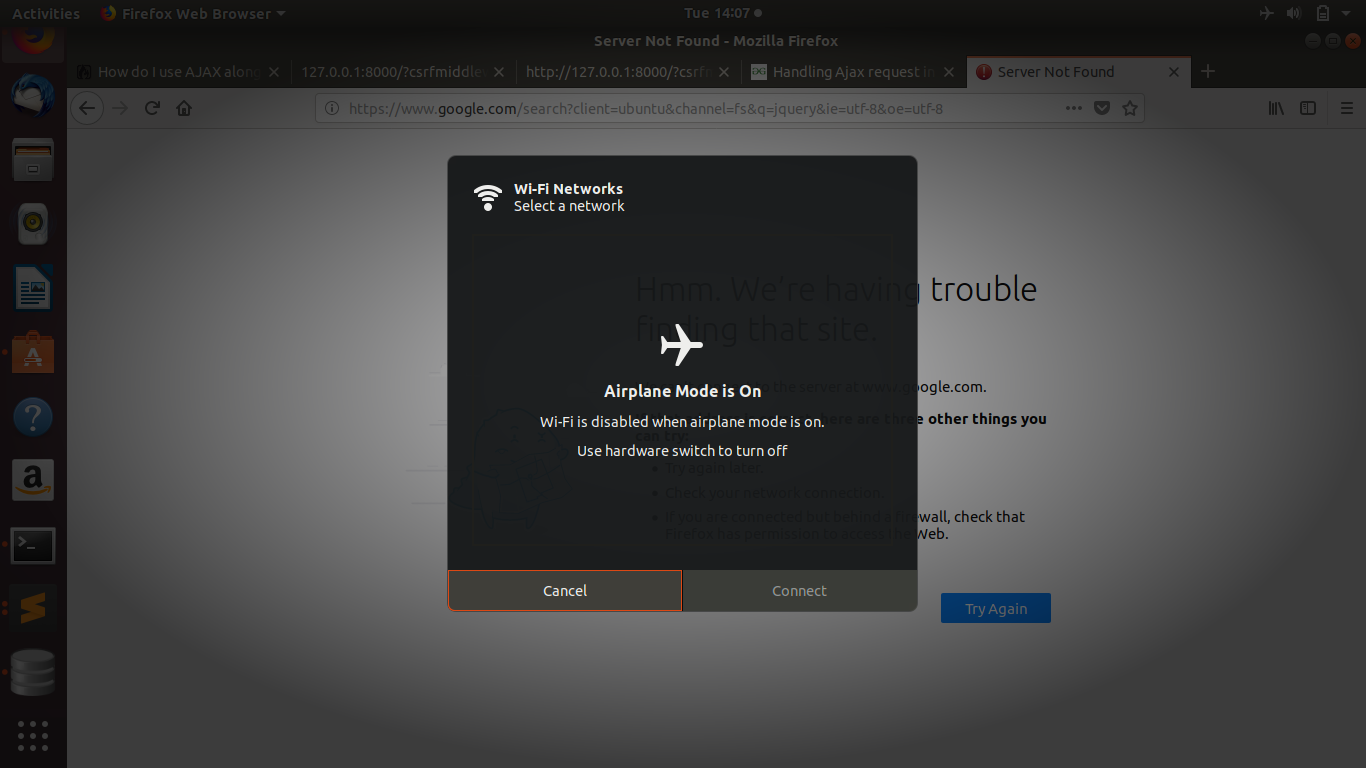 Activities
Firefox Web Browser
Tue 14:07
Server Not Found - Mozilla Firefox
How do I use AJAX along
127.0.0.1:8000/?csrfmiddlew
http://127.0.0.1:8000/?csrfm
Handling Ajax request in
Server Not Found
https://www.google.com/search?client=ubuntu&channel=fs&q=jquery&ie=utf-8&oe=utf-8
Wi-Fi Networks
Select a network
Hmm. We're having trouble
finding that site.
Airplane Mode is On
the server at www.google.com.
Wi-Fi is disabled when airplane mode is on.
here are three other things you
can try:
Use hardware switch to turn off
Try again later.
Check your network connection.
If you are connected but behind a firewall, check that
Firefox has permission to access the Web.
Cancel
Connect
Try Again